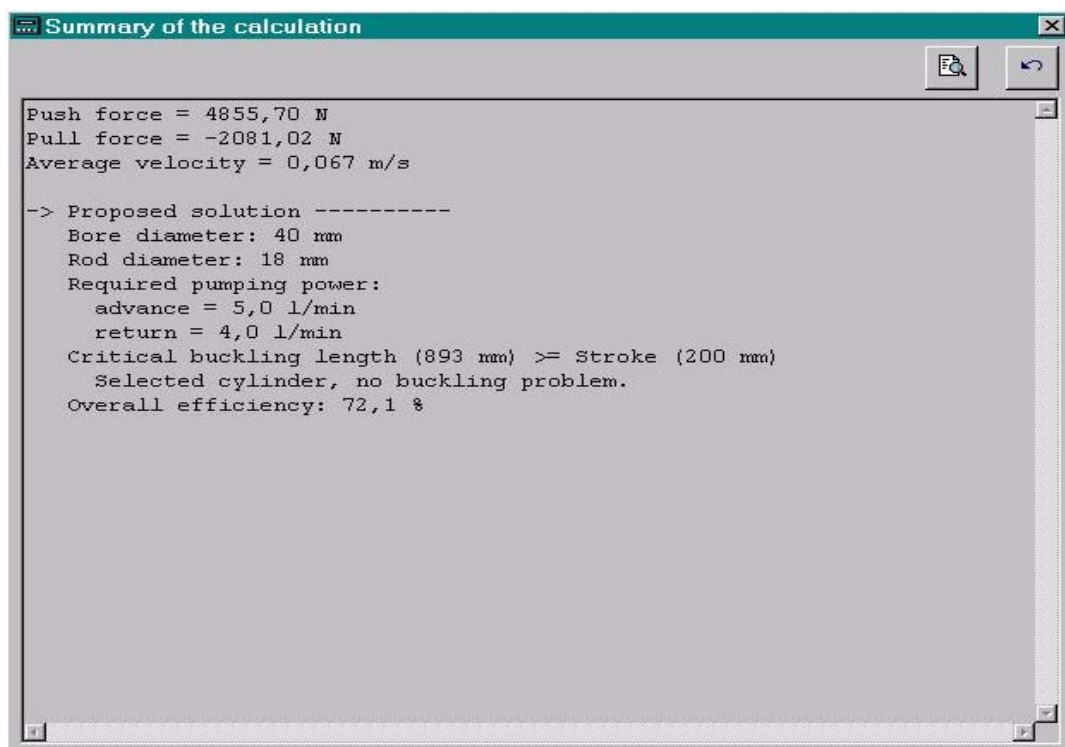 Summary of the calculation
Push force = 4855,70 N
Pull force = -2081,02 N
Average velocity = 0,067 m/s
-> Proposed solution ----------
Bore diameter: 40 mm
Rod diameter: 18 mm
Required pumping power:
advance = 5,0 l/min
return = 4,0 l/min
Critical buckling length (893 mm) >= Stroke (200 mm)
Selected cylinder, no buckling problem.
Overall efficiency: 72,1 %